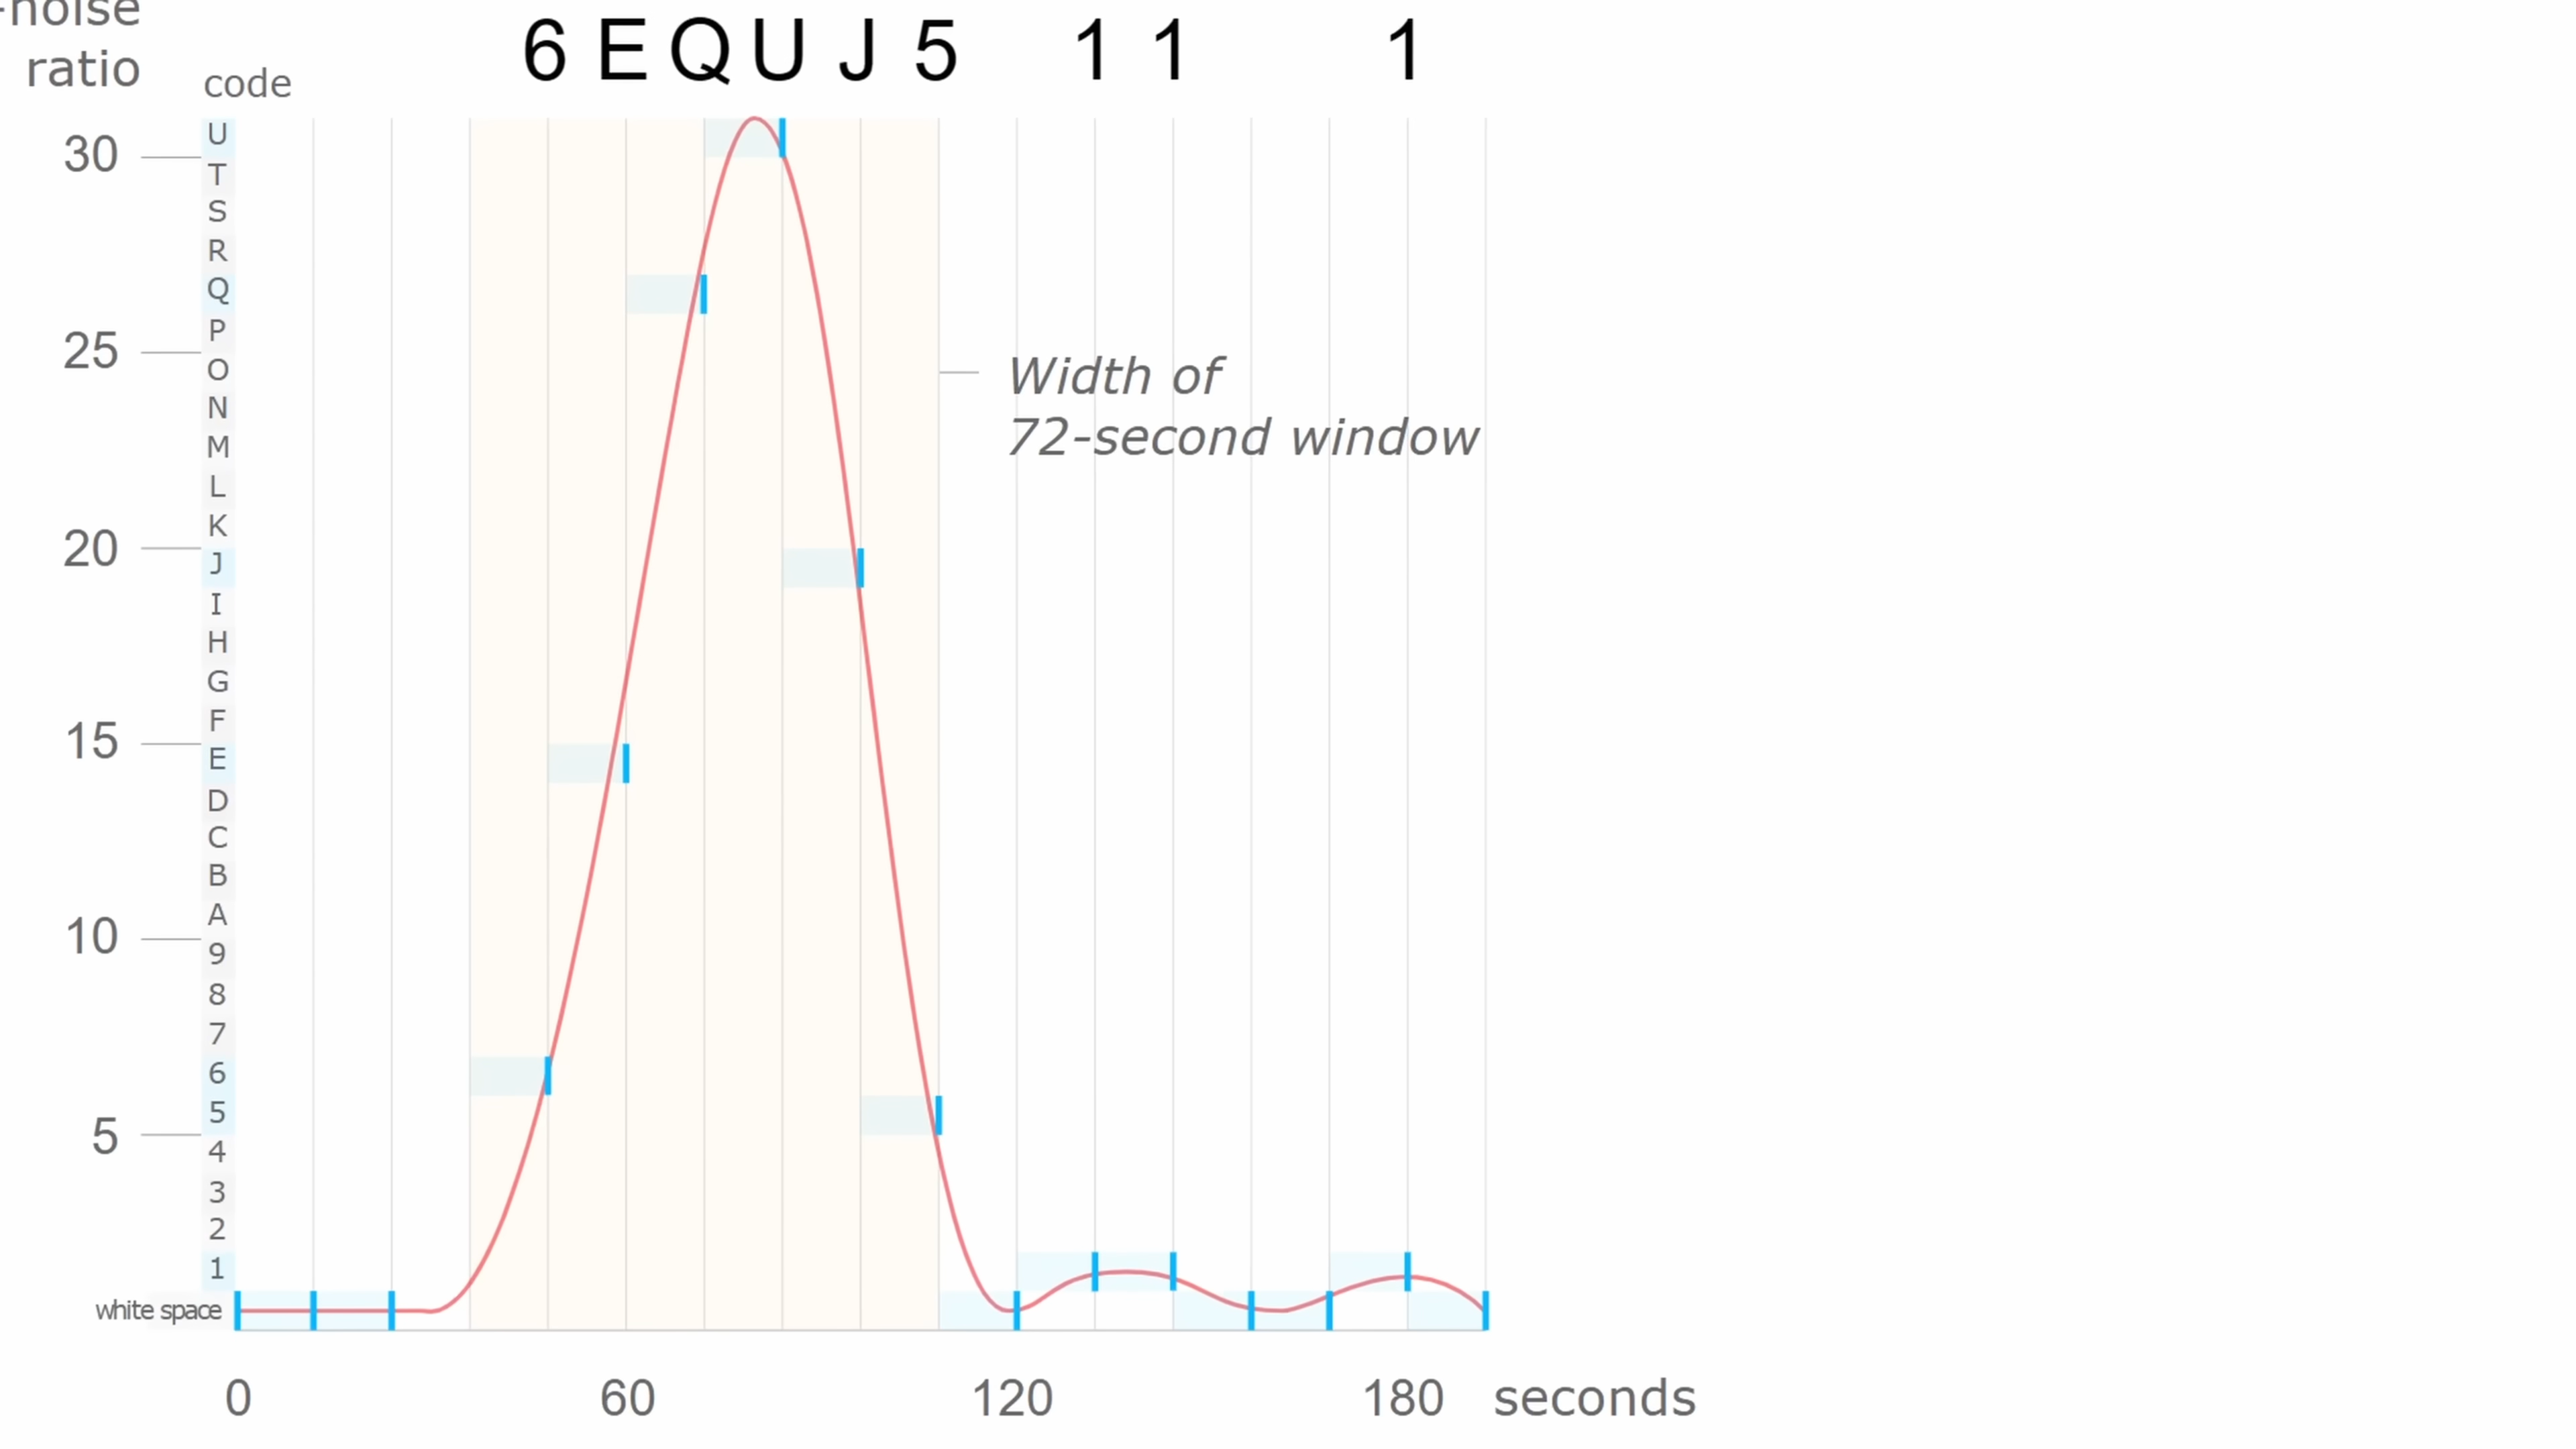 -noise
ratio
code
6 E Q U J 5 1 1 1
30
25
20
15
10
5
U
T
S
R
Q
P
O
N
M
L
K
J
I
H
G
F
E
D
C
B
A
9
8
7
6
5
4
3
2
1
white space
Width of
72-second window
0 60 120 180 seconds